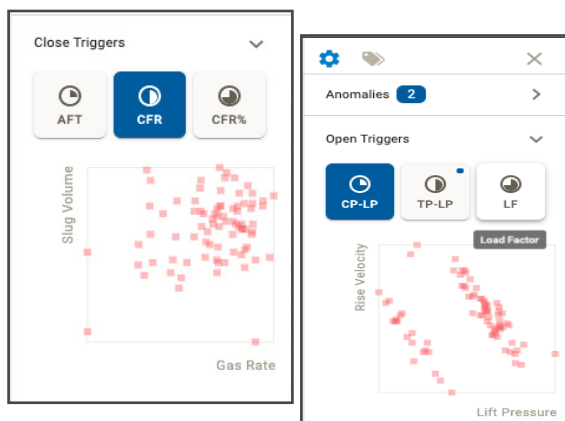 Close Triggers
AFT CFR CFR%
Slug Volume
Gas Rate
Anomalies 2
Open Triggers
CP-LP TP-LP LF
Load Factor
Rise Velocity
Lift Pressure